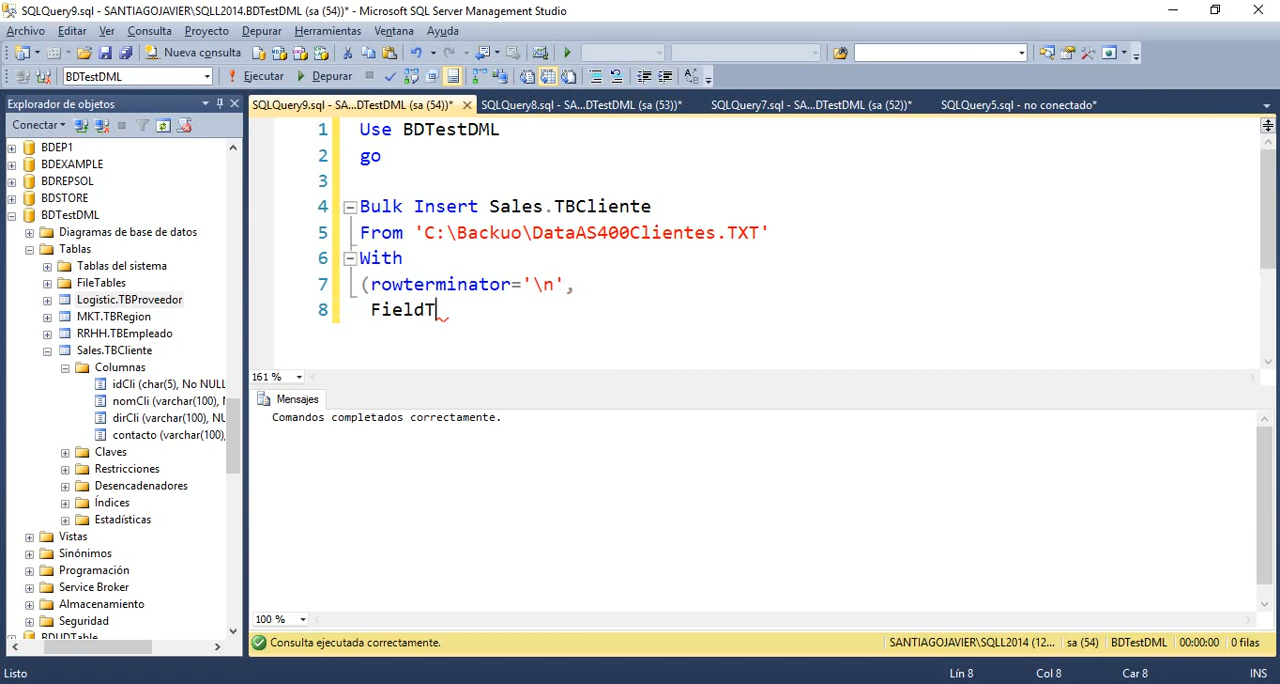 SQLQuery9.sql - SANTIAGOJAVIER\SQLL2014.BDTestDML (sa (54))* - Microsoft SQL Server Management Studio
Archivo Editar Ver Consulta Proyecto Depurar Herramientas Ventana Ayuda
Nueva consulta
BDTestDML Ejecutar Depurar
Explorador de objetos
SQLQuery9.sql - SA...DTestDML (sa (54))* SQLQuery8.sql - SA...DTestDML (sa (53))* SQLQuery7.sql - SA...DTestDML (sa (52))* SQLQuery5.sql - no conectado*
Conectar
BDEP1
BDEXAMPLE
BDREPSOL
BDSTORE
BDTestDML
Diagramas de base de datos
Tablas
Tablas del sistema
FileTables
Logistic.TBProveedor
MKT.TBRegion
RRHH.TBEmpleado
Sales.TBCliente
Columnas
idCli (char(5), No NULL
nomCli (varchar(100), N
dirCli (varchar(100), NU
contacto (varchar(100),
Claves
Restricciones
Desencadenadores
Índices
Estadísticas
Vistas
Sinónimos
Programación
Service Broker
Almacenamiento
Seguridad
BDUDTable
1 Use BDTestDML
2 go
3
4 Bulk Insert Sales.TBCliente
5 From 'C:\Backuo\DataAS400Clientes.TXT'
6 With
7 (rowterminator='\n',
8 FieldT
161 %
Mensajes
Comandos completados correctamente.
100 %
Consulta ejecutada correctamente. SANTIAGOJAVIER\SQLL2014 (12... sa (54) BDTestDML 00:00:00 0 filas
Listo Lín 8 Col 8 Car 8 INS